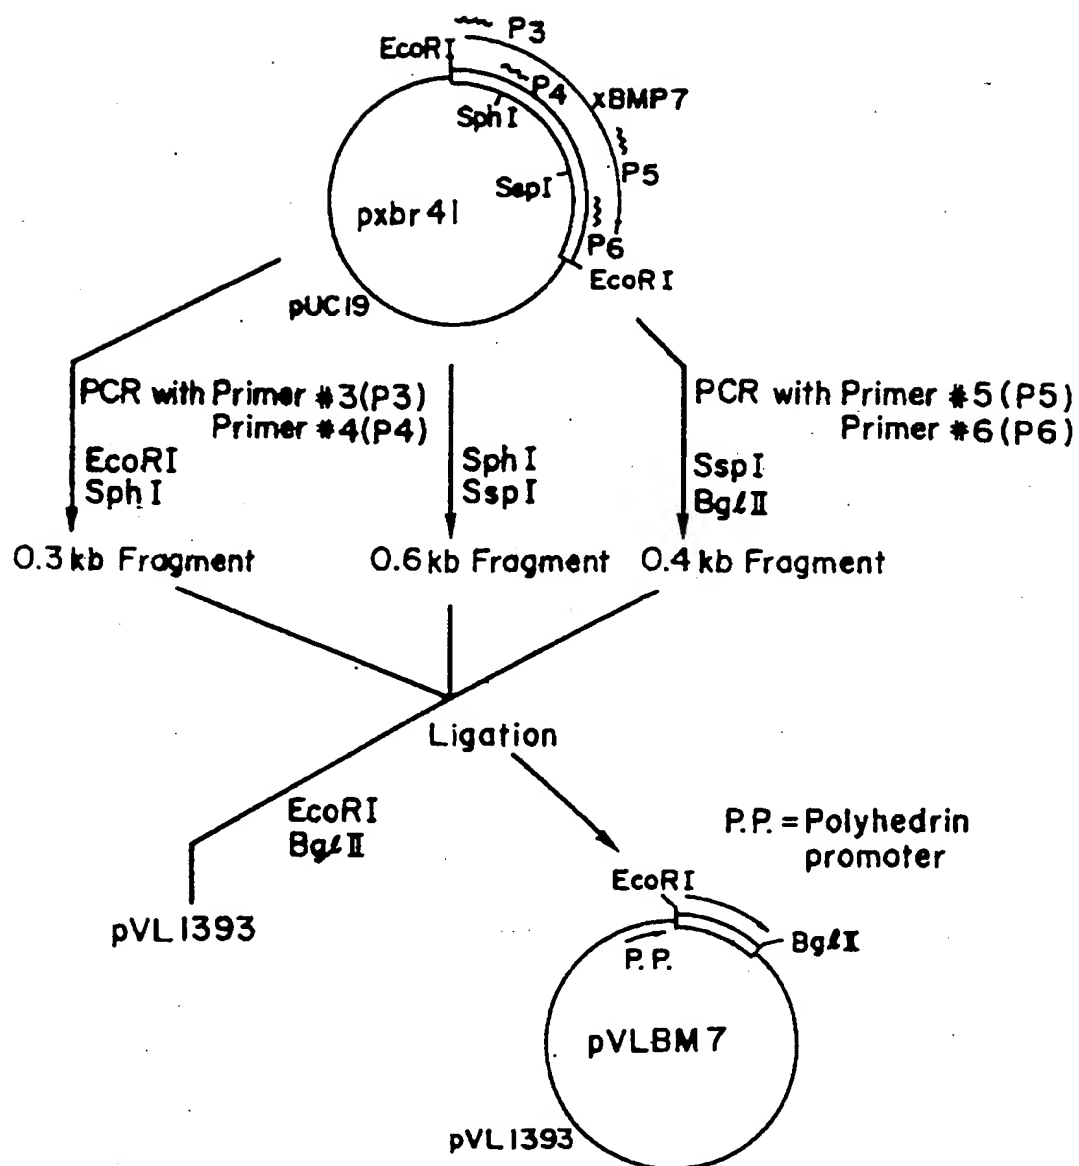 P3
EcoRI
P4
xBMP7
SphI
SspI
P5
pxbr41
P6
EcoRI
pUC19
PCR with Primer #3(P3)
Primer #4(P4)
EcoRI
SphI
SphI
SspI
PCR with Primer #5(P5)
Primer #6(P6)
SspI
BglII
0.3 kb Fragment
0.6 kb Fragment
0.4 kb Fragment
Ligation
EcoRI
BglII
pVL1393
P.P. = Polyhedrin
promoter
EcoRI
BglII
P.P.
pVLBM7
pVL1393